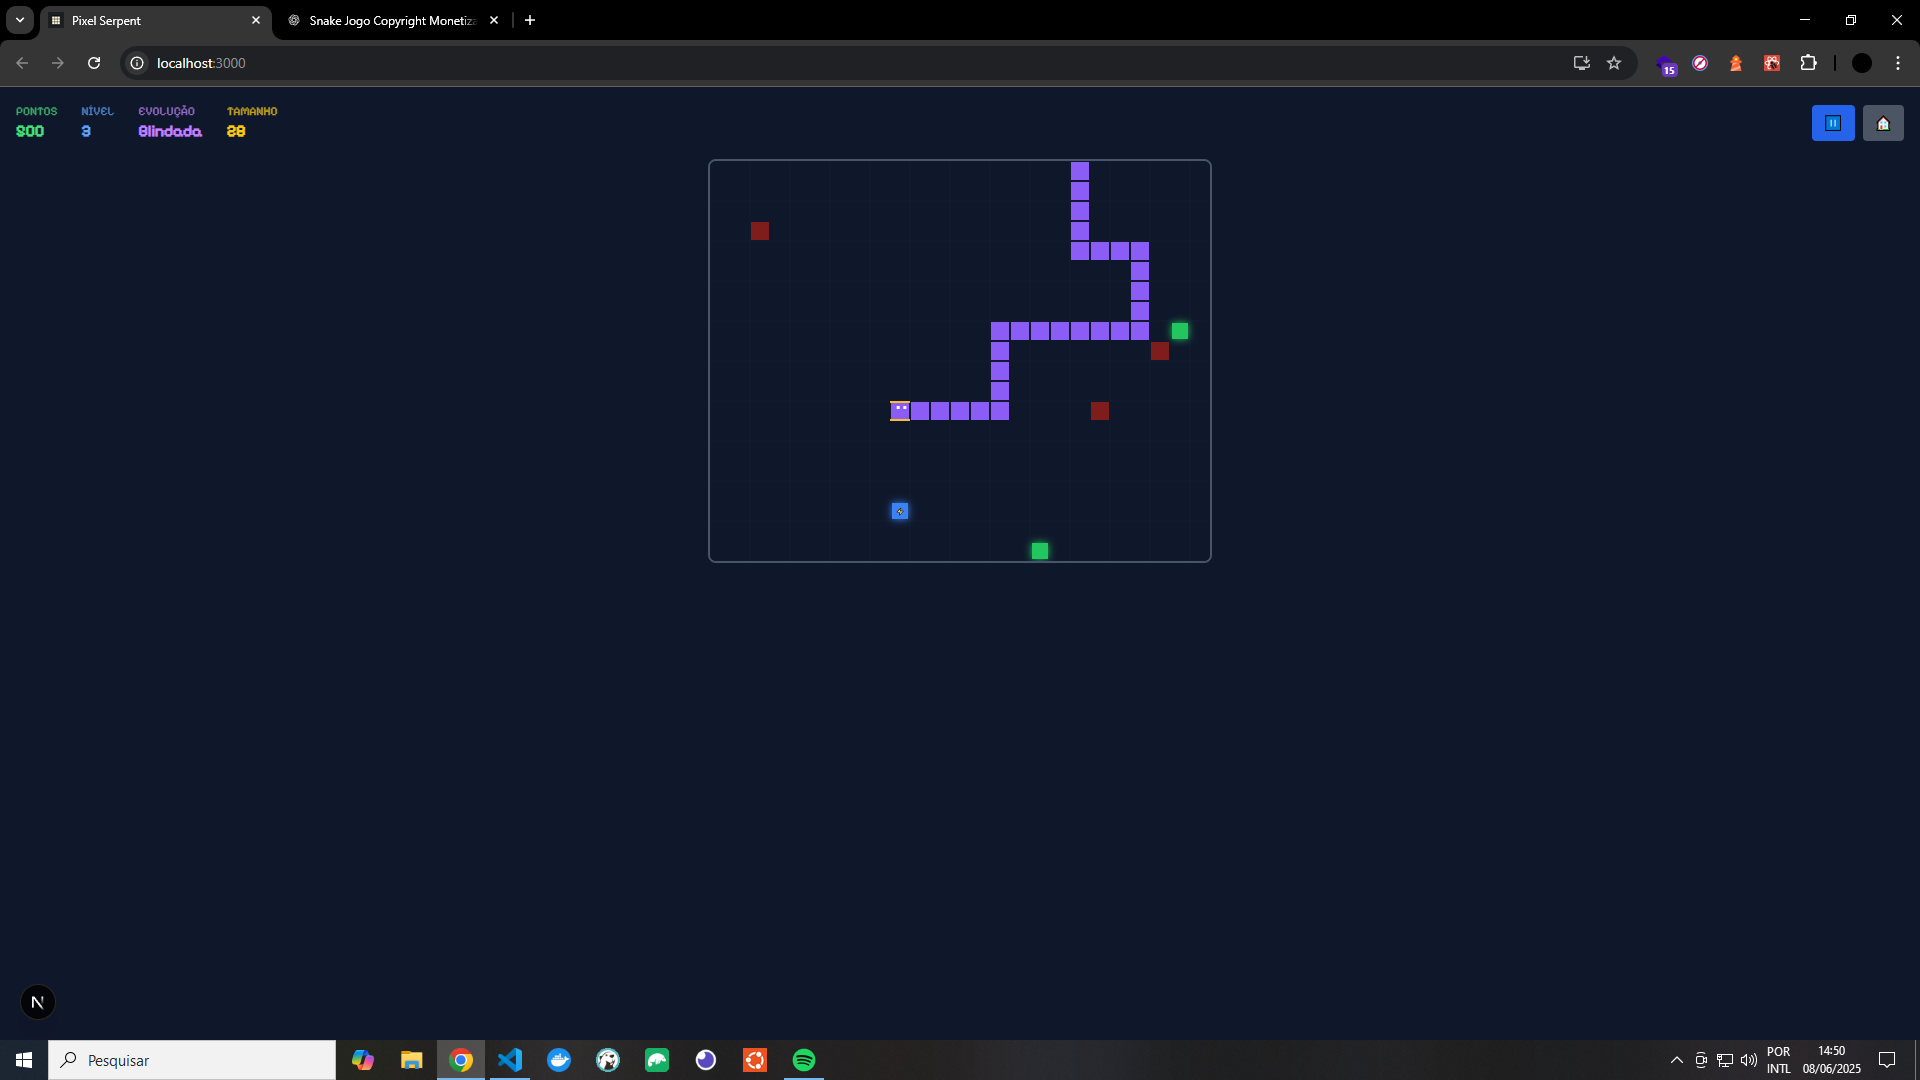 Pixel Serpent
Snake Jogo Copyright Monetiza
localhost:3000
15
PONTOS
NÍVEL
EVOLUÇÃO
TAMANHO
800
3
Blindada
28
N
Pesquisar
POR
INTL
14:50
08/06/2025